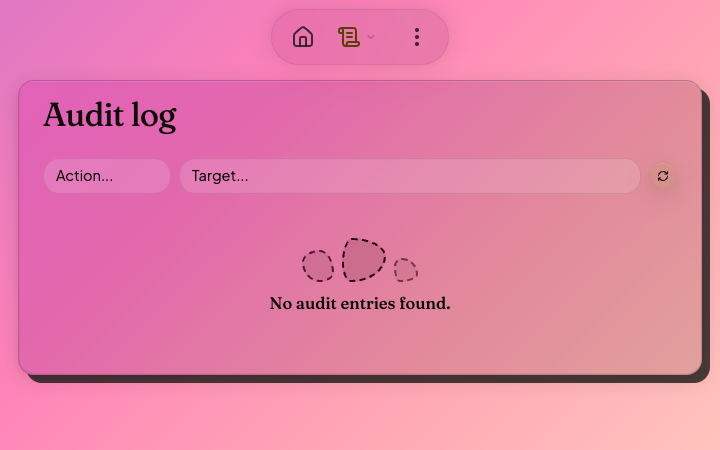 Audit log
Action...
Target...
No audit entries found.